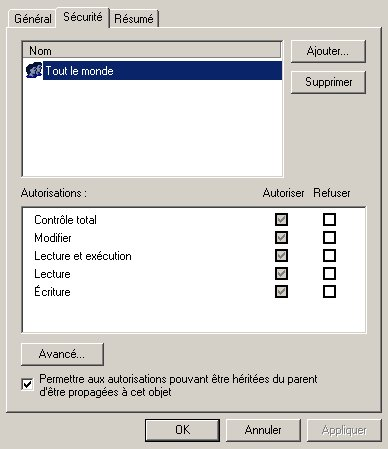 Général Sécurité Résumé
Nom
Ajouter...
Tout le monde
Supprimer
Autorisations : Autoriser Refuser
Contrôle total
Modifier
Lecture et exécution
Lecture
Écriture
Avancé...
Permettre aux autorisations pouvant être héritées du parent
d'être propagées à cet objet
OK Annuler Appliquer